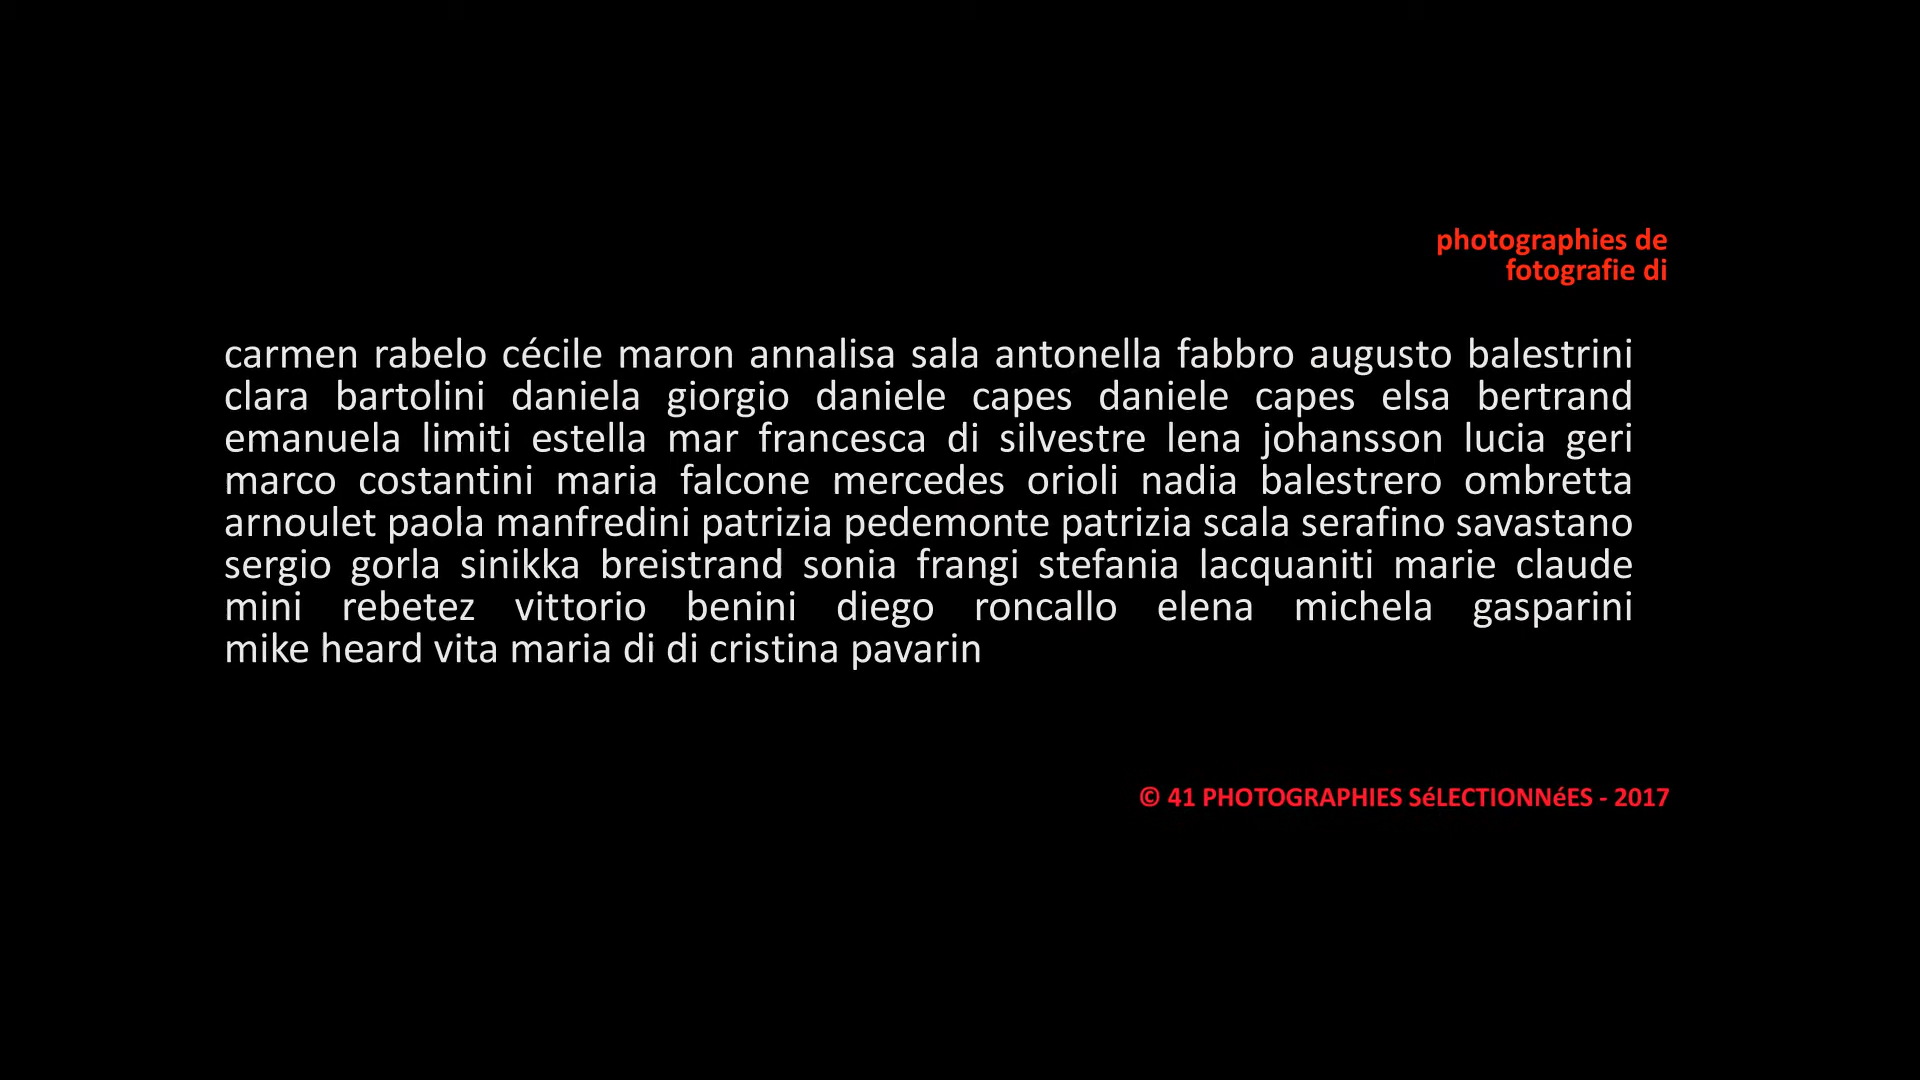 photographies de
fotografie di
carmen rabelo cécile maron annalisa sala antonella fabbro augusto balestrini
clara bartolini daniela giorgio daniele capes daniele capes elsa bertrand
emanuela limiti estella mar francesca di silvestre lena johansson lucia geri
marco costantini maria falcone mercedes orioli nadia balestrero ombretta
arnoulet paola manfredini patrizia pedemonte patrizia scala serafino savastano
sergio gorla sinikka breistrand sonia frangi stefania lacquaniti marie claude
mini rebetez vittorio benini diego roncallo elena michela gasparini
mike heard vita maria di di cristina pavarin
© 41 PHOTOGRAPHIES SéLECTIONNéES - 2017